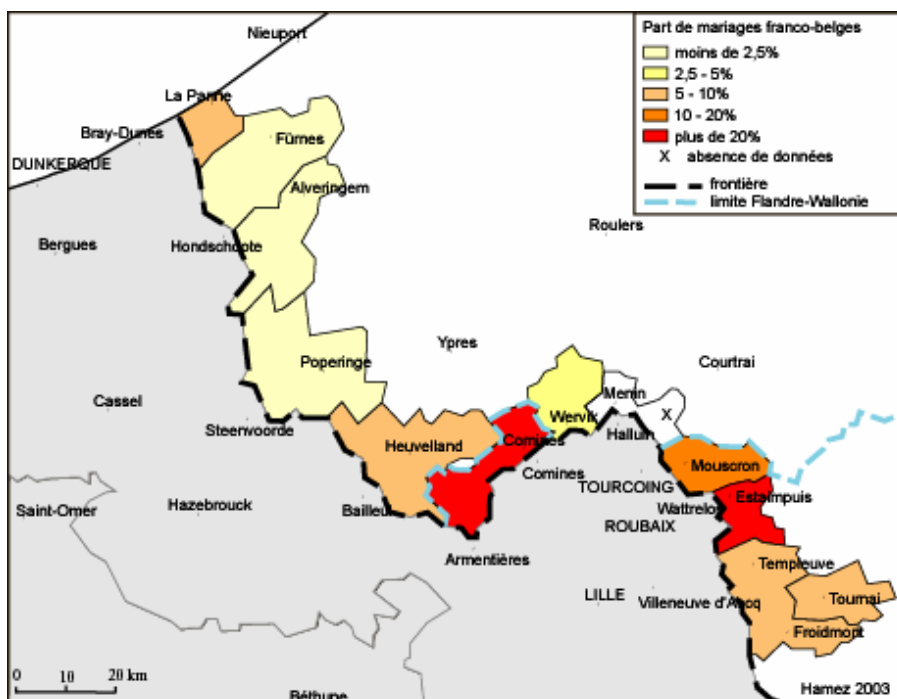 Part de mariages franco-belges
moins de 2,5%
2,5 - 5%
5 - 10%
10 - 20%
plus de 20%
X absence de données
frontière
limite Flandre-Wallonie
Nieuport
La Panne
Bray-Dunes
Fûrnes
DUNKERQUE
Alveringem
Roulers
Bergues
Hondschoote
Ypres
Courtrai
Poperinge
Menin
Cassel
X
Wervik
Steenvoorde
Halluin
Heuvelland
Comines
Mouscron
Comines
TOURCOING
Estaimpuis
Saint-Omer
Hazebrouck
Bailleul
Wattrelos
ROUBAIX
Armentières
Templeuve
LILLE
Villeneuve d'Ascq
Tournai
Froidmont
0 10 20 km
Béthune
Hamez 2003